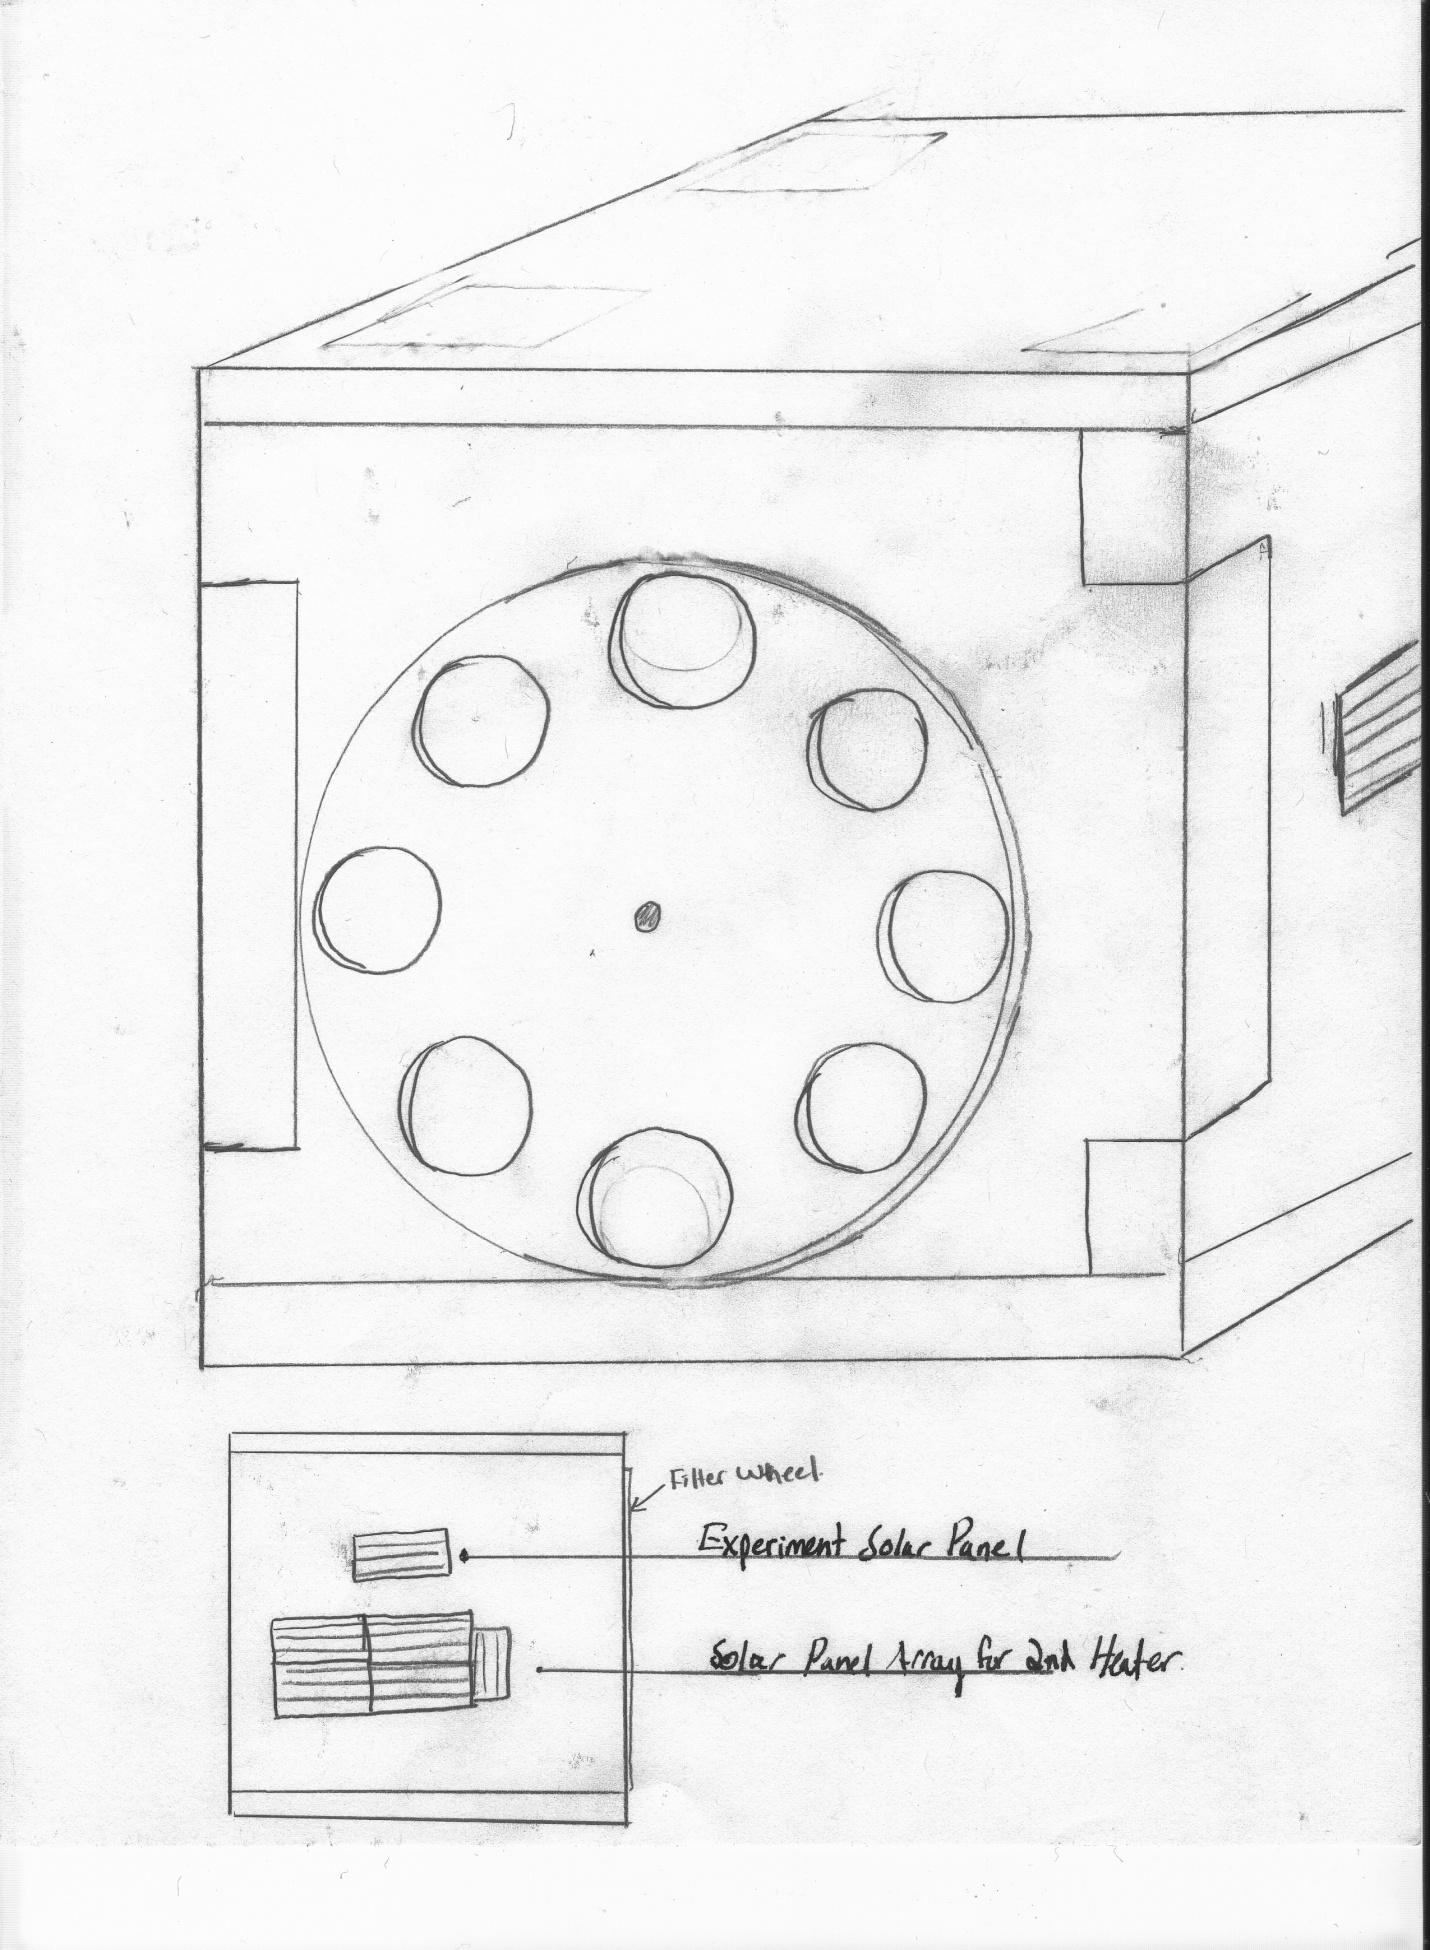 Filter Wheel.
Experiment Solar Panel
Solar Panel Array for 2nd Heater.